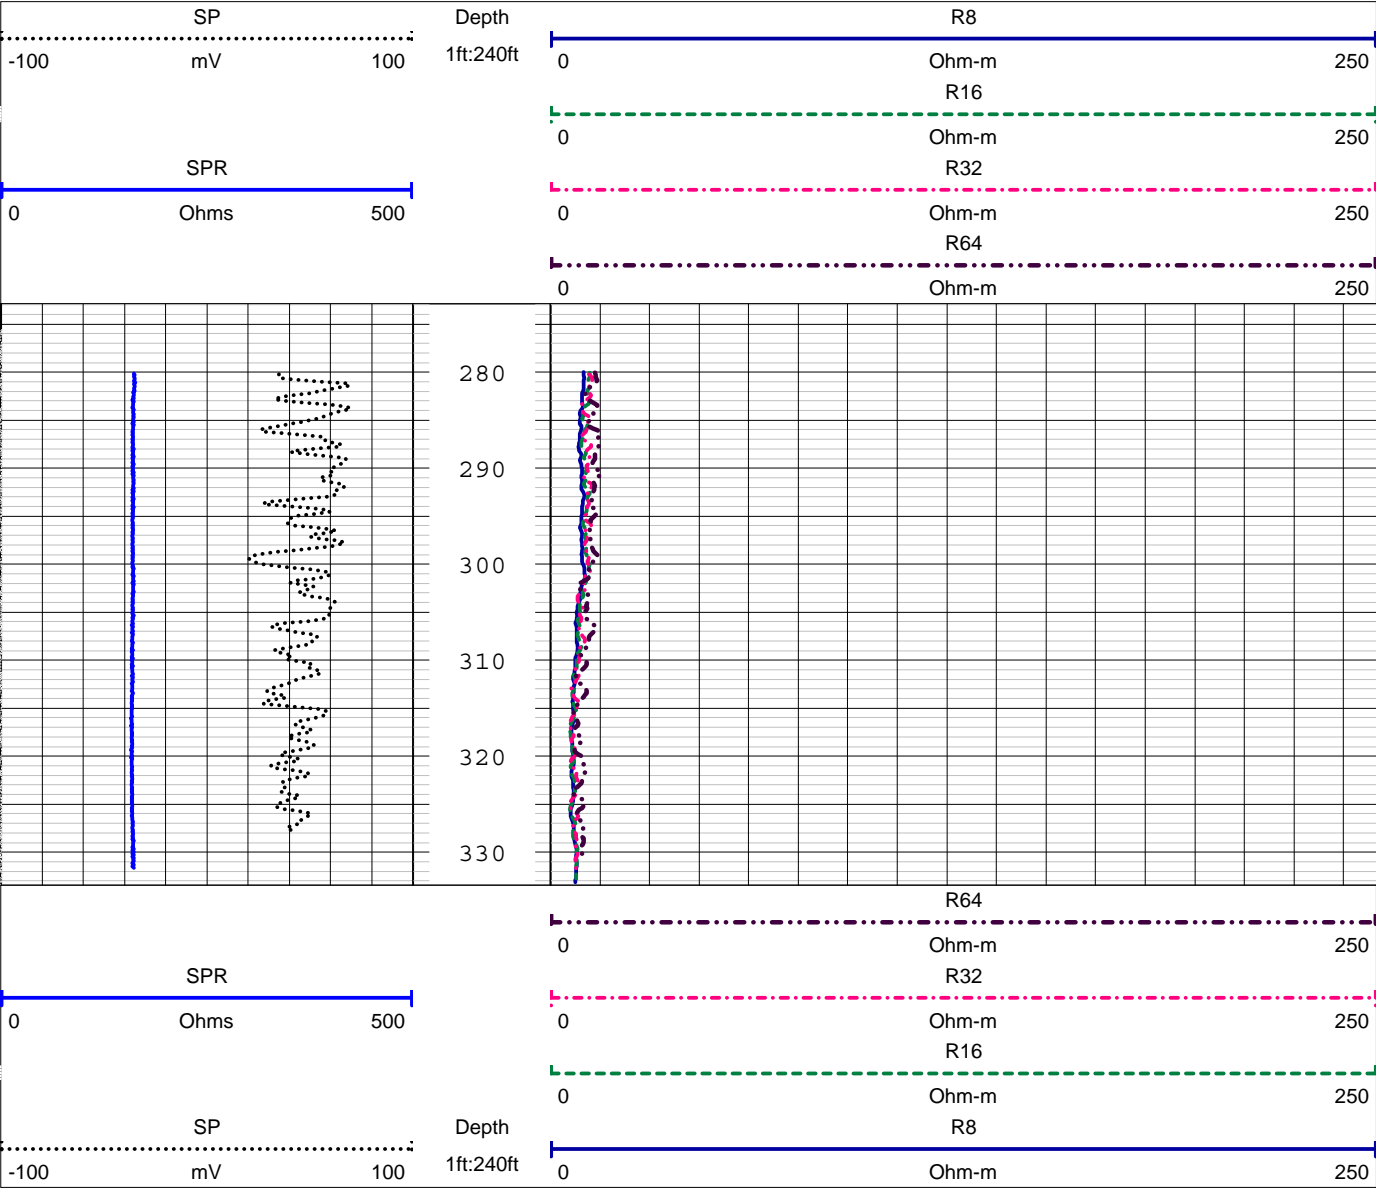 SP Depth R8
-100 mV 100 1ft:240ft 0 Ohm-m 250
R16
0 Ohm-m 250
SPR R32
0 Ohms 500 0 Ohm-m 250
R64
0 Ohm-m 250
280
290
300
310
320
330
R64
0 Ohm-m 250
SPR R32
0 Ohms 500 0 Ohm-m 250
R16
0 Ohm-m 250
SP Depth R8
-100 mV 100 1ft:240ft 0 Ohm-m 250